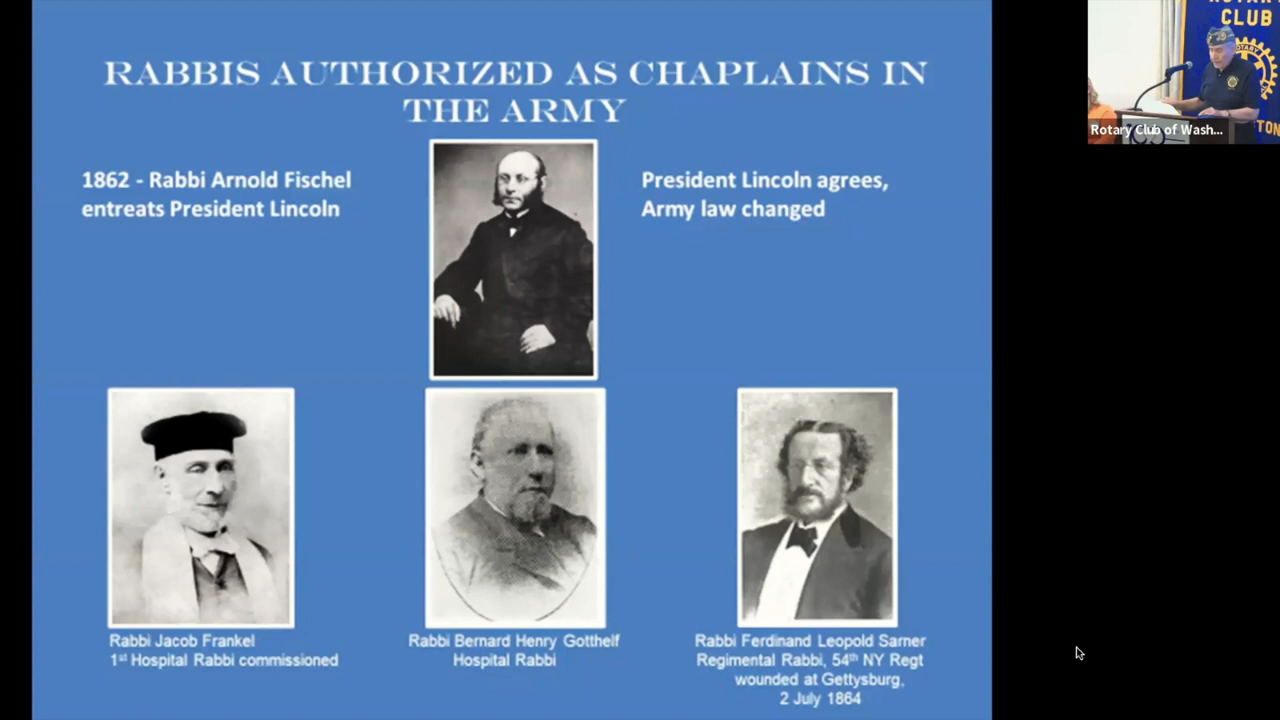 RABBIS AUTHORIZED AS CHAPLAINS IN
THE ARMY
1862 - Rabbi Arnold Fischel
entreats President Lincoln
President Lincoln agrees,
Army law changed
Rabbi Jacob Frankel
1st Hospital Rabbi commissioned
Rabbi Bernard Henry Gotthelf
Hospital Rabbi
Rabbi Ferdinand Leopold Sarner
Regimental Rabbi, 54th NY Regt
wounded at Gettysburg,
2 July 1864
CLUB
ROTARY
Rotary Club of Wash...